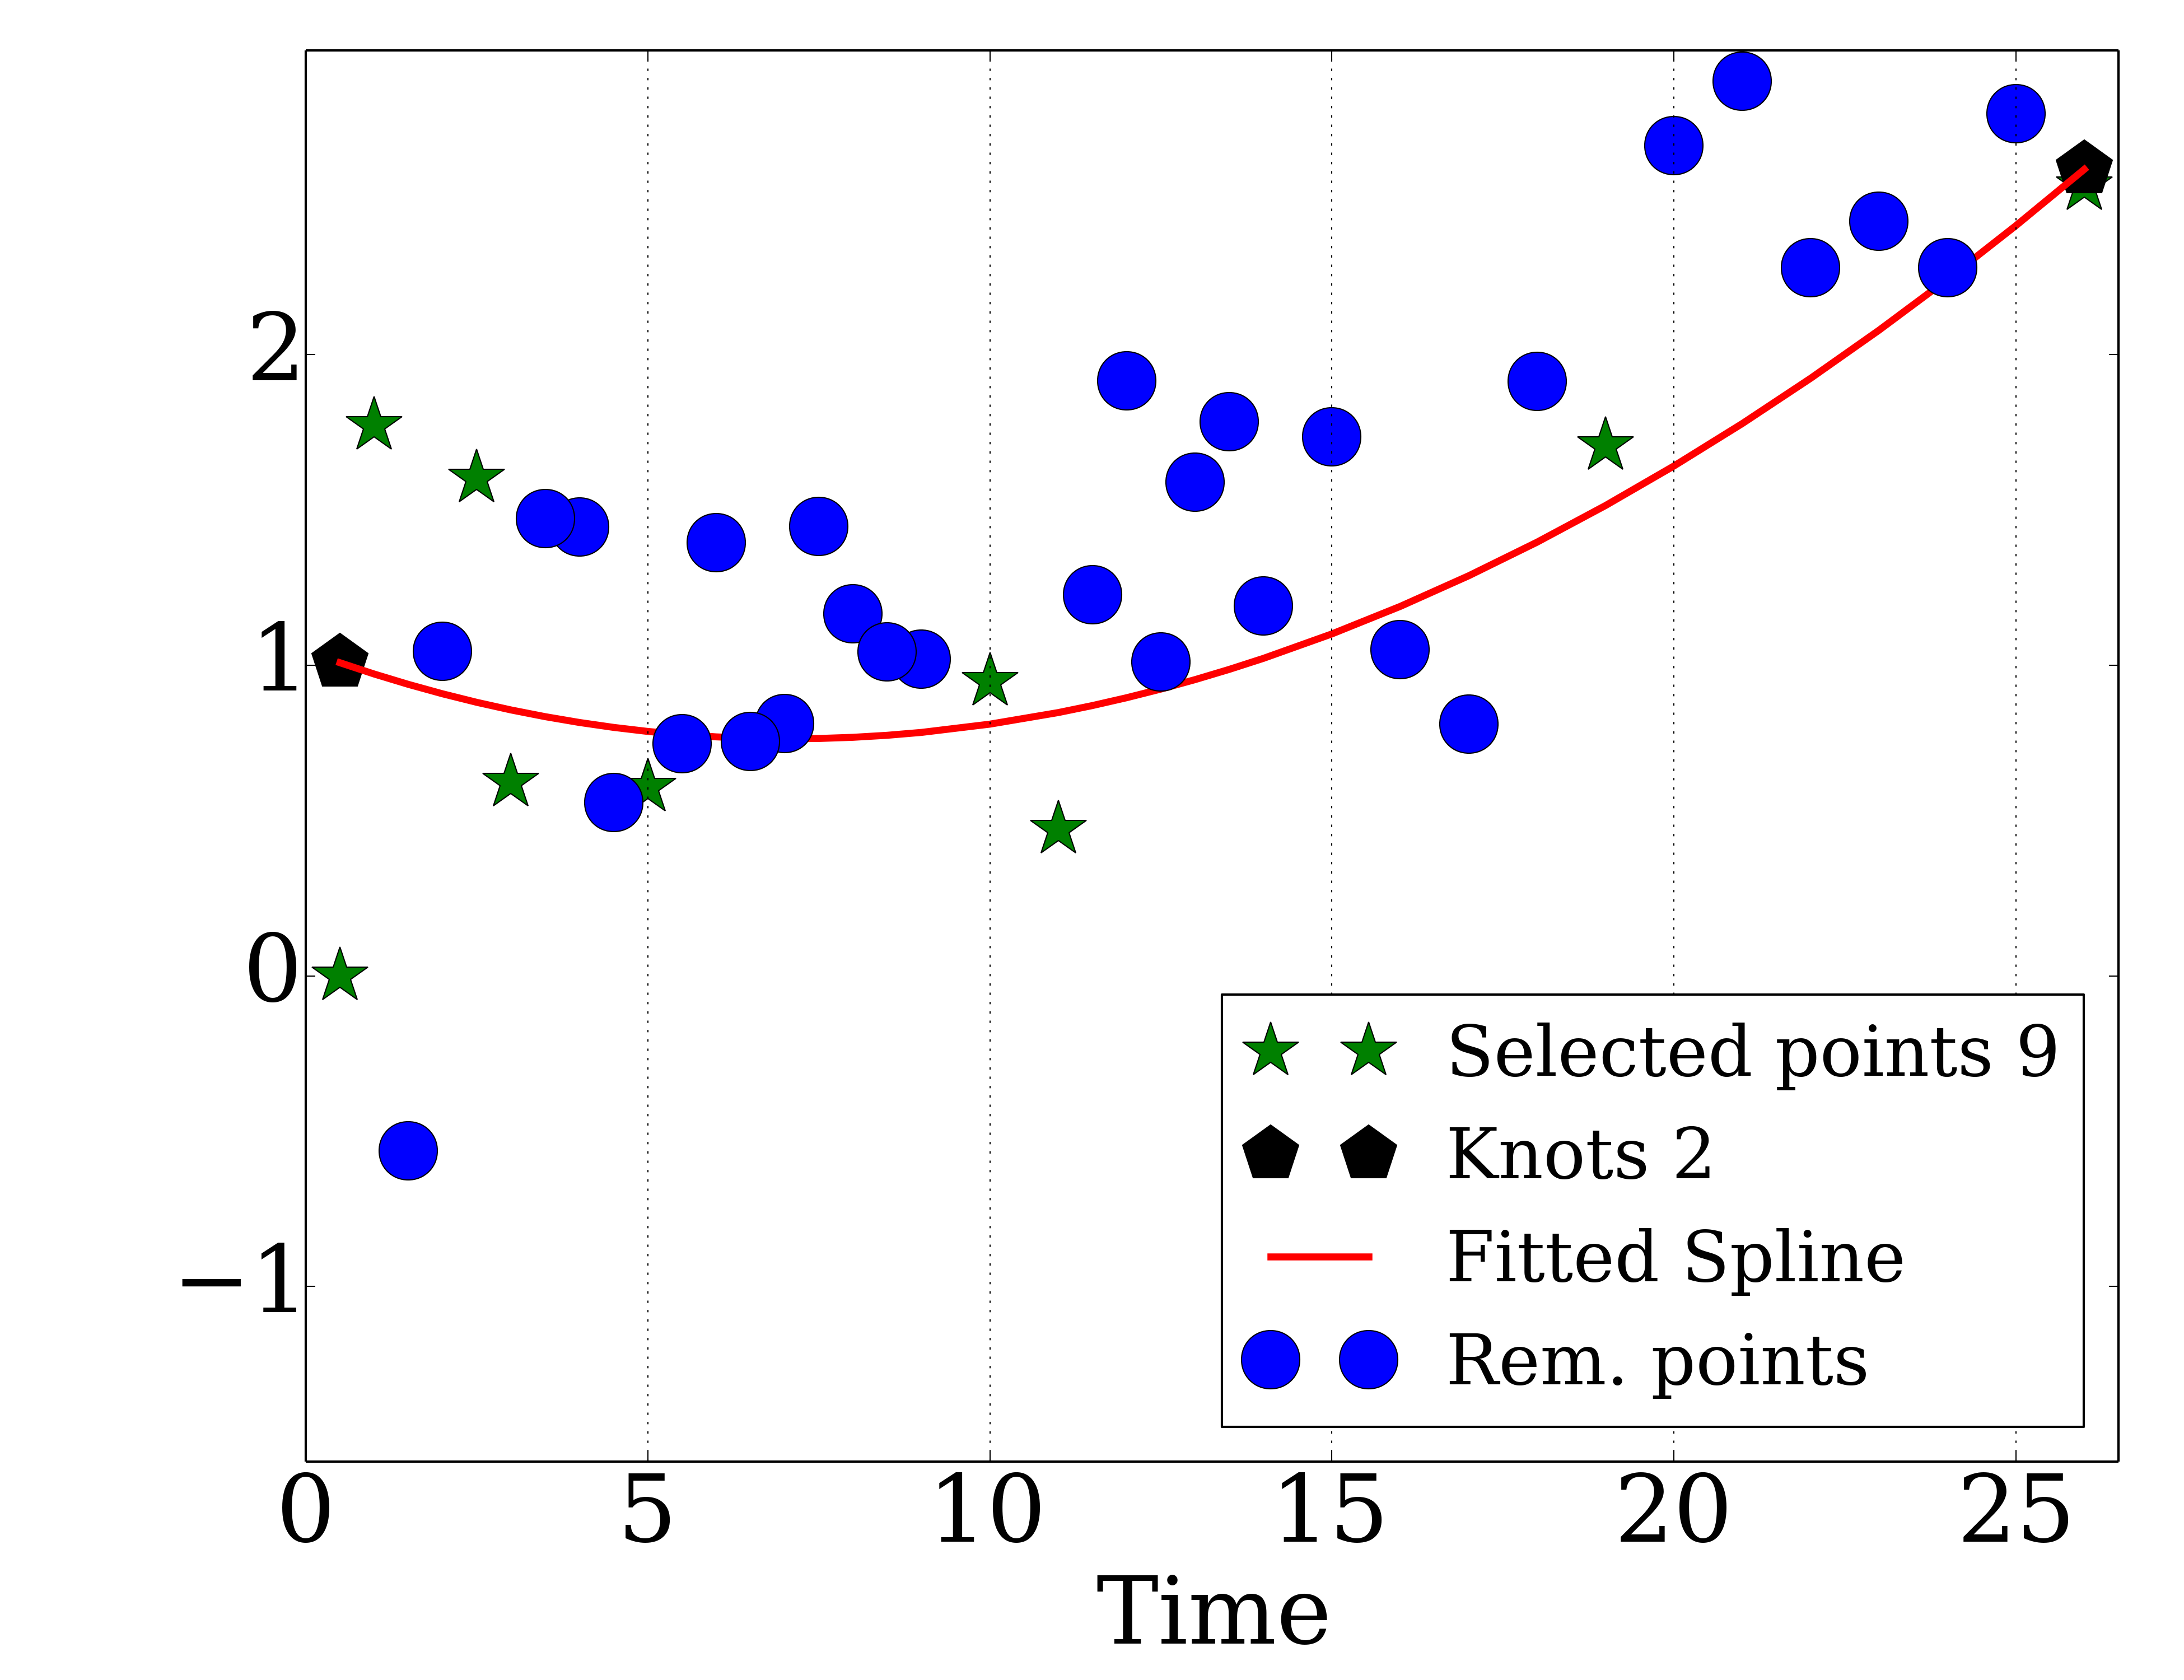 2
1
0
−1
Selected points 9
Knots 2
Fitted Spline
Rem. points
0 5 10 15 20 25
Time